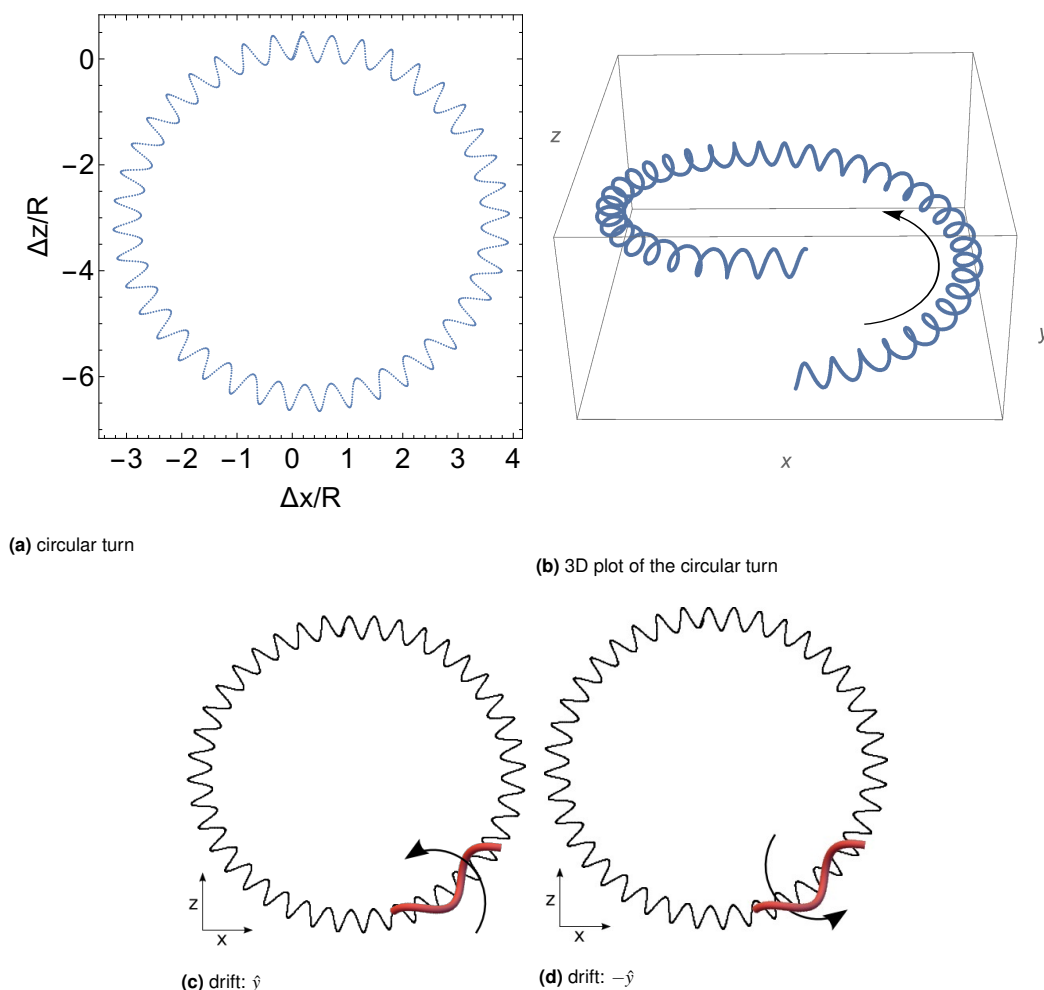 0
−2
−4
−6
Δz/R
−3 −2 −1 0 1 2 3 4
Δx/R
z
y
x
(a) circular turn
(b) 3D plot of the circular turn
z
x
z
x
(c) drift: ŷ
(d) drift: −ŷ